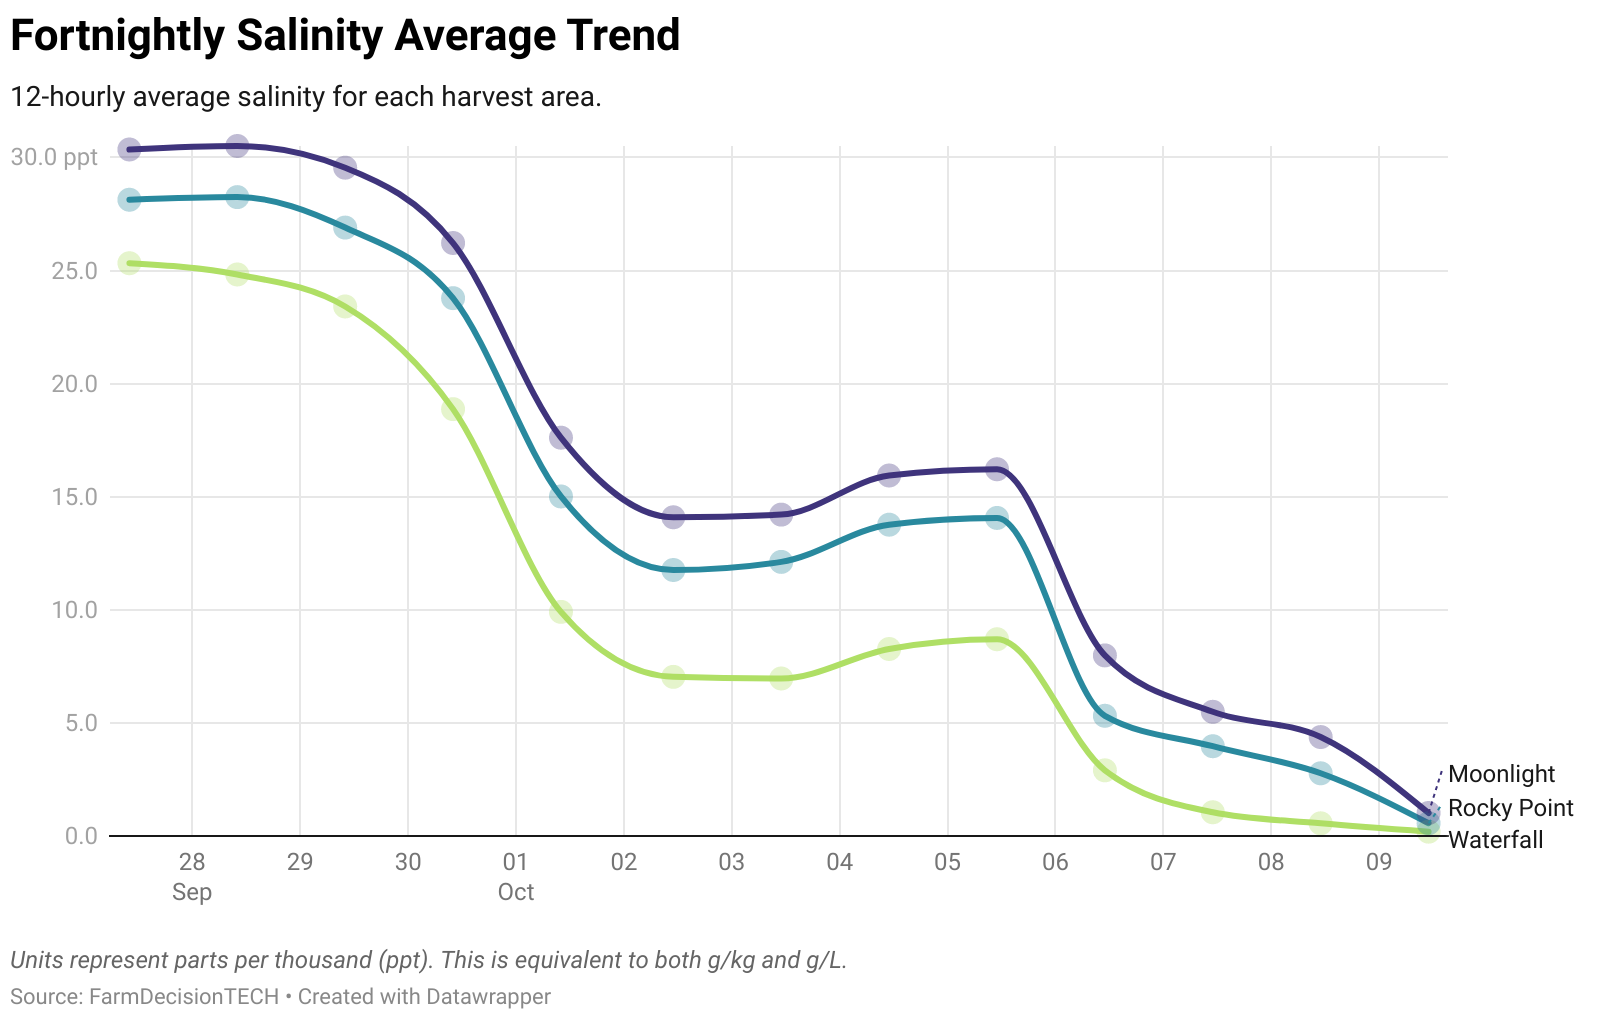 Fortnightly Salinity Average Trend
12-hourly average salinity for each harvest area.
30.0 ppt
25.0
20.0
15.0
10.0
5.0
0.0
Moonlight
Rocky Point
Waterfall
28 29 30 01 02 03 04 05 06 07 08 09
Sep Oct
Units represent parts per thousand (ppt). This is equivalent to both g/kg and g/L.
Source: FarmDecisionTECH • Created with Datawrapper